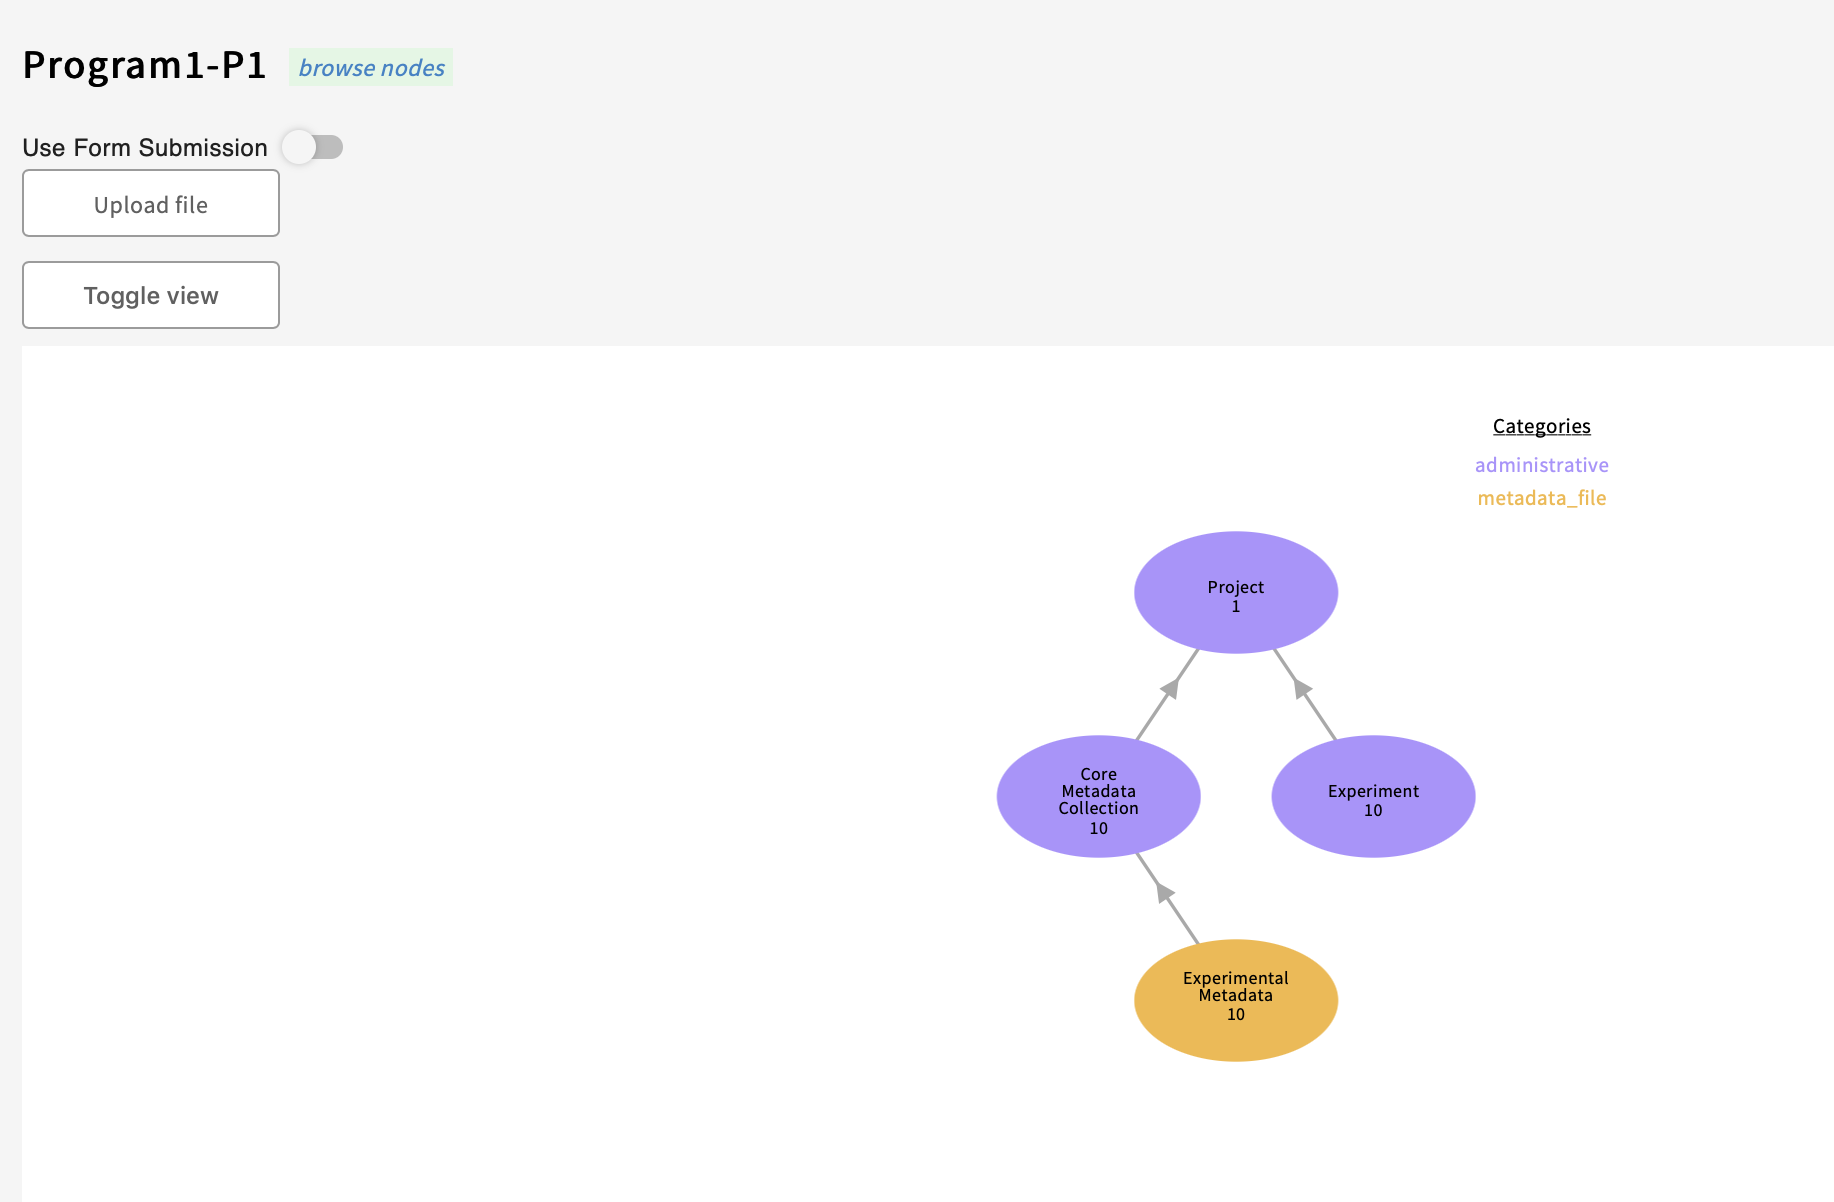 Program1-P1 browse nodes
Use Form Submission
Upload file
Toggle view
Categories
administrative
metadata_file
Project
1
Core
Metadata
Collection
10
Experiment
10
Experimental
Metadata
10